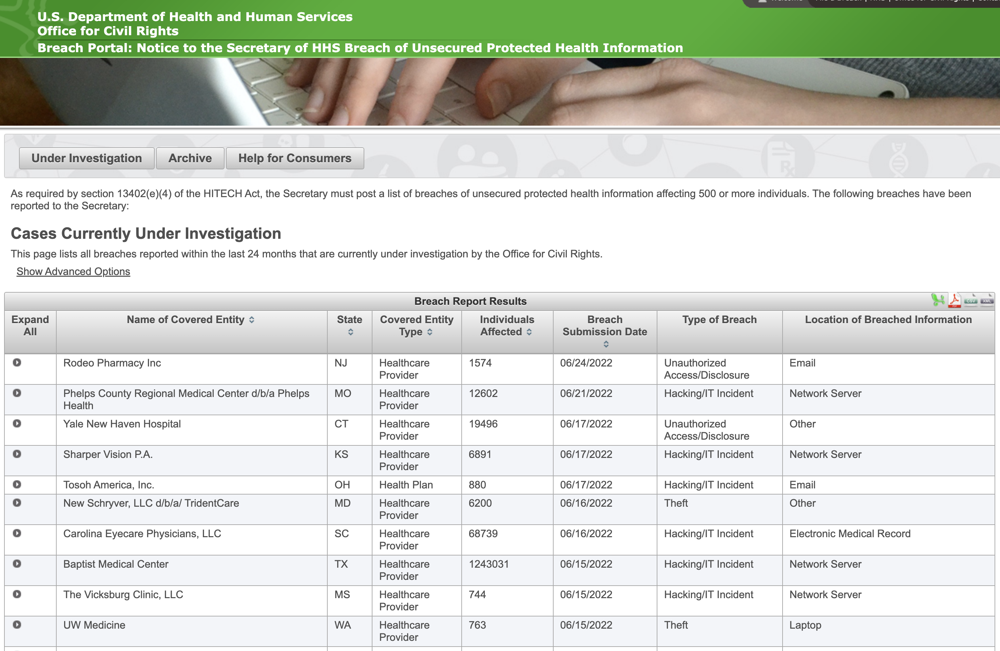 U.S. Department of Health and Human Services
Office for Civil Rights
Breach Portal: Notice to the Secretary of HHS Breach of Unsecured Protected Health Information
Under Investigation
Archive
Help for Consumers
As required by section 13402(e)(4) of the HITECH Act, the Secretary must post a list of breaches of unsecured protected health information affecting 500 or more individuals. The following breaches have been
reported to the Secretary:
Cases Currently Under Investigation
This page lists all breaches reported within the last 24 months that are currently under investigation by the Office for Civil Rights.
Show Advanced Options
Breach Report Results
PDF
CSV
XML
Expand
All
Name of Covered Entity
State
Covered Entity
Type
Individuals
Affected
Breach
Submission Date
Type of Breach
Location of Breached Information
Rodeo Pharmacy Inc
NJ
Healthcare
Provider
1574
06/24/2022
Unauthorized
Access/Disclosure
Email
Phelps County Regional Medical Center d/b/a Phelps
Health
MO
Healthcare
Provider
12602
06/21/2022
Hacking/IT Incident
Network Server
Yale New Haven Hospital
CT
Healthcare
Provider
19496
06/17/2022
Unauthorized
Access/Disclosure
Other
Sharper Vision P.A.
KS
Healthcare
Provider
6891
06/17/2022
Hacking/IT Incident
Network Server
Tosoh America, Inc.
OH
Health Plan
880
06/17/2022
Hacking/IT Incident
Email
New Schryver, LLC d/b/a/ TridentCare
MD
Healthcare
Provider
6200
06/16/2022
Theft
Other
Carolina Eyecare Physicians, LLC
SC
Healthcare
Provider
68739
06/16/2022
Hacking/IT Incident
Electronic Medical Record
Baptist Medical Center
TX
Healthcare
Provider
1243031
06/15/2022
Hacking/IT Incident
Network Server
The Vicksburg Clinic, LLC
MS
Healthcare
Provider
744
06/15/2022
Hacking/IT Incident
Network Server
UW Medicine
WA
Healthcare
Provider
763
06/15/2022
Theft
Laptop